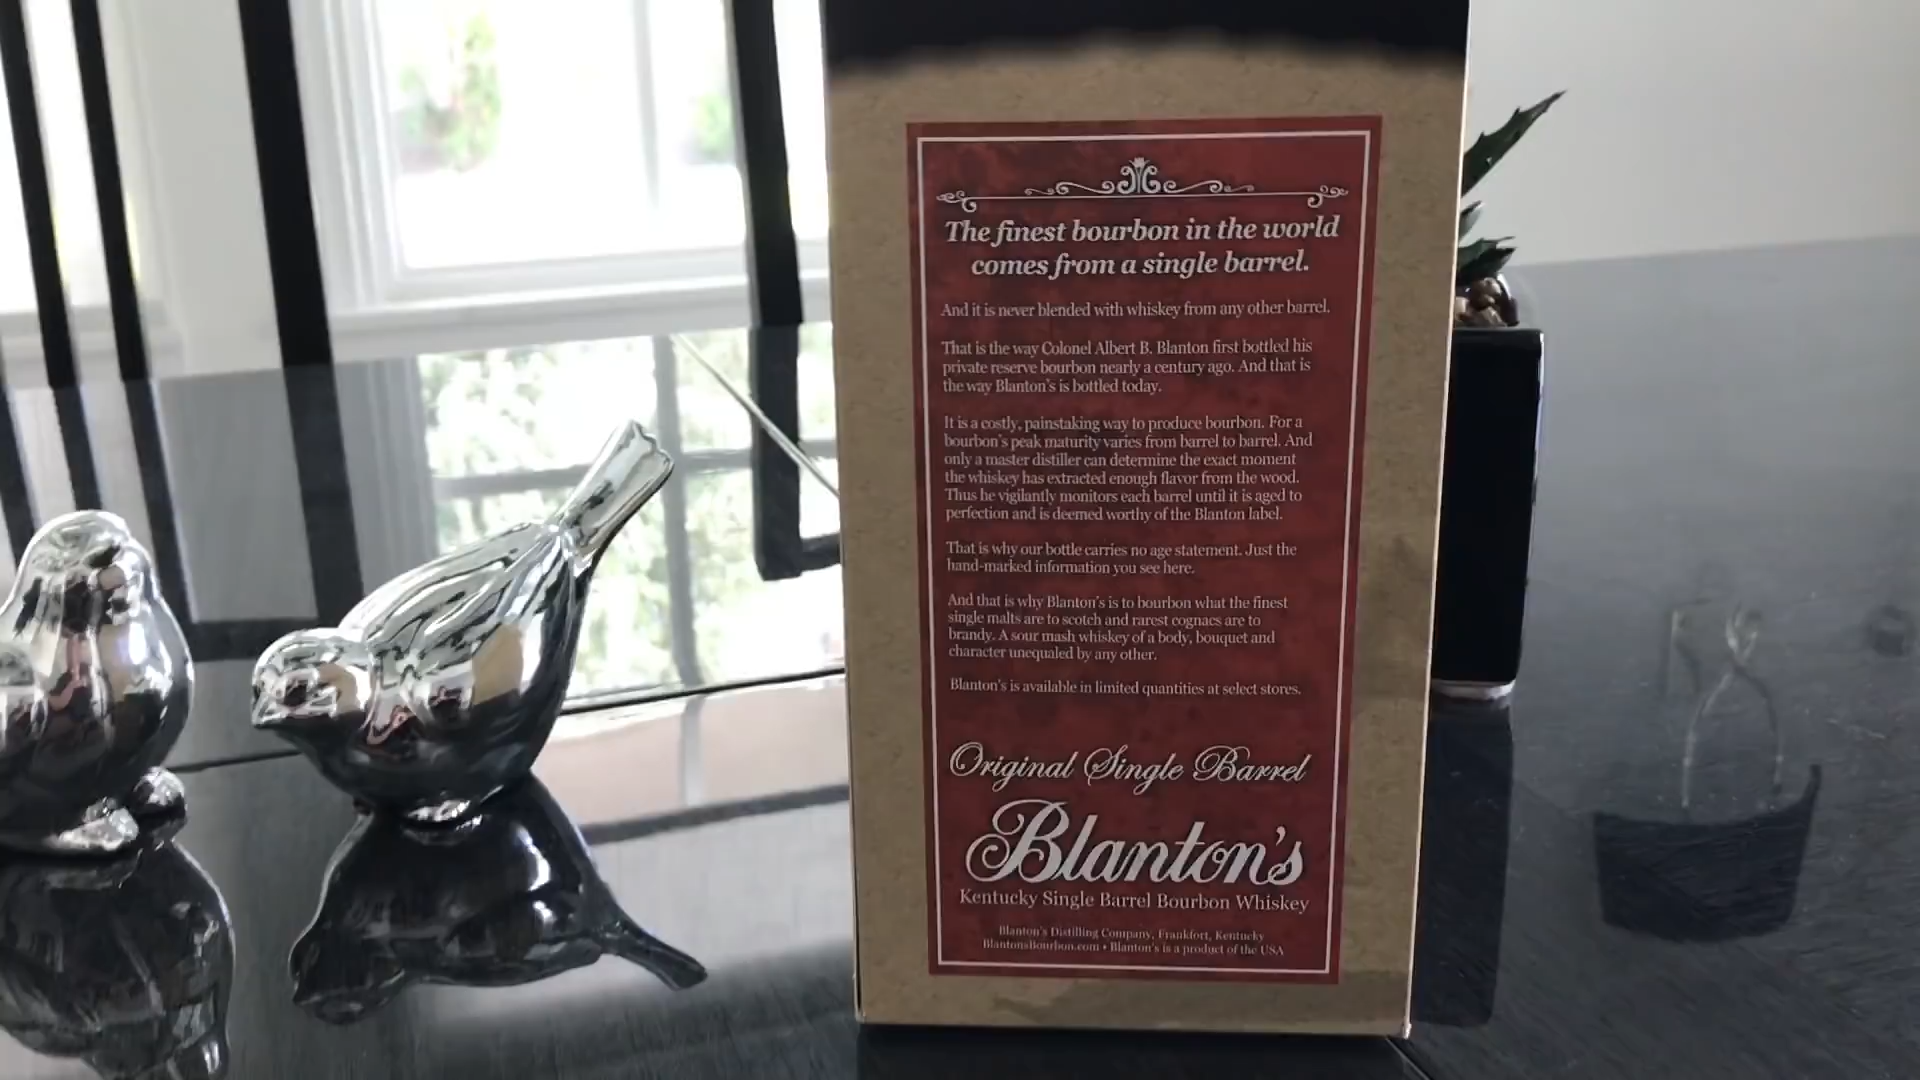 The finest bourbon in the world
comes from a single barrel.
And it is never blended with whiskey from any other barrel.
That is the way Colonel Albert B. Blanton first bottled his
private reserve bourbon nearly a century ago. And that is
the way Blanton's is bottled today.
It is a costly, painstaking way to produce bourbon. For a
bourbon's peak maturity varies from barrel to barrel. And
only a master distiller can determine the exact moment
the whiskey has extracted enough flavor from the wood.
Thus he vigilantly monitors each barrel until it is aged to
perfection and is deemed worthy of the Blanton label.
That is why our bottle carries no age statement. Just the
hand-marked information you see here.
And that is why Blanton's is to bourbon what the finest
single malts are to scotch and rarest cognacs are to
brandy. A sour mash whiskey of a body, bouquet and
character unequaled by any other.
Blanton's is available in limited quantities at select stores.
Original Single Barrel
Blanton's
Kentucky Single Barrel Bourbon Whiskey
Blanton's Distilling Company, Frankfort, Kentucky
BlantonsBourbon.com • Blanton's is a product of the USA